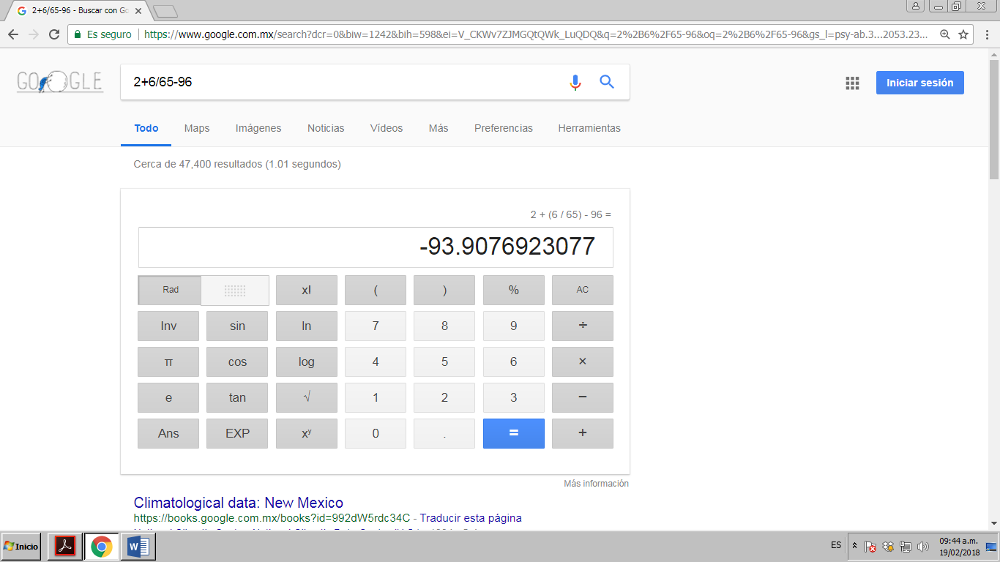 2+6/65-96 - Buscar con Go
Es seguro
https://www.google.com.mx/search?dcr=0&biw=1242&bih=598&ei=V_CKWv7ZJMGQtQWk_LuQDQ&q=2%2B6%2F65-96&oq=2%2B6%2F65-96&gs_l=psy-ab.3...2053.23...
GOOGLE
2+6/65-96
Iniciar sesión
Todo Maps Imágenes Noticias Vídeos Más Preferencias Herramientas
Cerca de 47,400 resultados (1.01 segundos)
2 + (6 / 65) - 96 =
-93.9076923077
Rad x! ( ) % AC
Inv sin ln 7 8 9 ÷
π cos log 4 5 6 ×
e tan √ 1 2 3 −
Ans EXP xʸ 0 . = +
Más información
Climatological data: New Mexico
https://books.google.com.mx/books?id=992dW5rdc34C - Traducir esta página
Inicio
ES
09:44 a.m.
19/02/2018